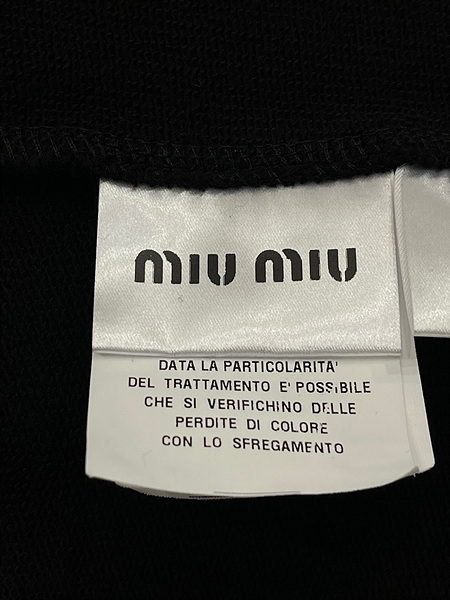 MIU MIU
DATA LA PARTICOLARITA'
DEL TRATTAMENTO E' POSSIBILE
CHE SI VERIFICHINO DELLE
PERDITE DI COLORE
CON LO SFREGAMENTO